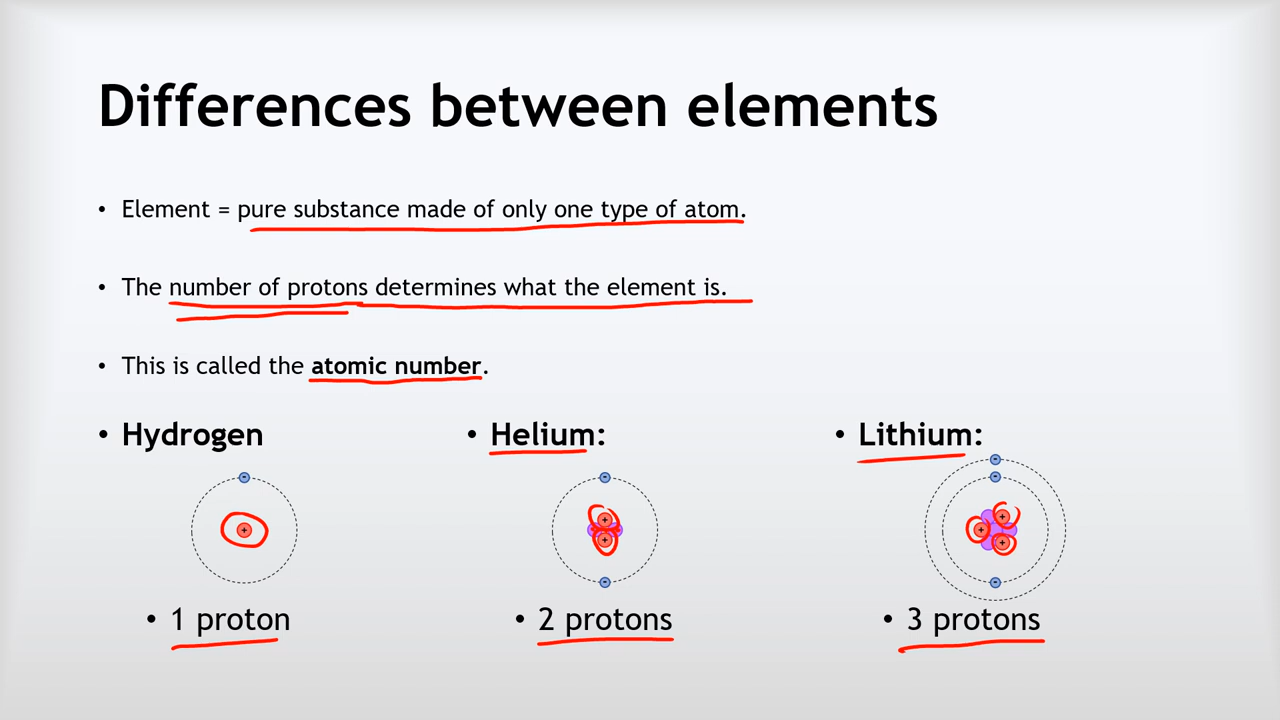 Differences between elements
• Element = pure substance made of only one type of atom.
• The number of protons determines what the element is.
• This is called the atomic number.
• Hydrogen
• Helium:
• Lithium:
• 1 proton
• 2 protons
• 3 protons